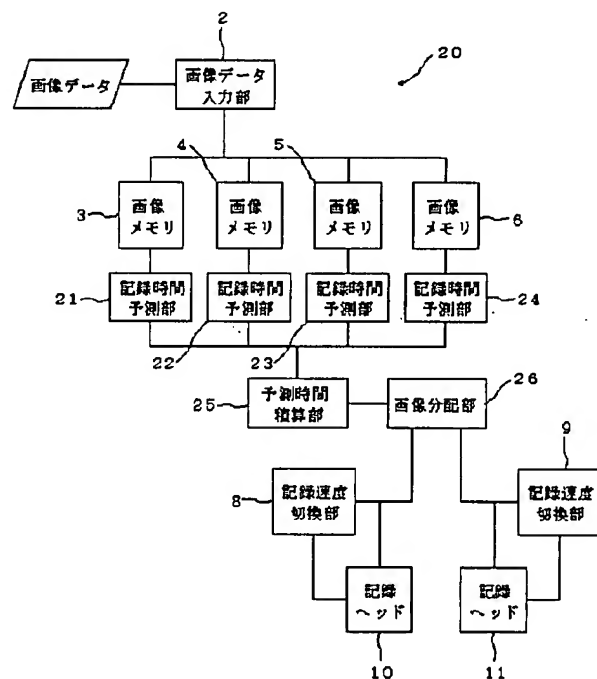 2
20
画像データ
画像データ
入力部
4
5
3
画像
メモリ
画像
メモリ
画像
メモリ
画像
メモリ
6
21
記録時間
予測部
記録時間
予測部
記録時間
予測部
記録時間
予測部
24
22
23
25
予測時間
積算部
画像分配部
26
9
8
記録速度
切換部
記録速度
切換部
記録
ヘッド
記録
ヘッド
10
11